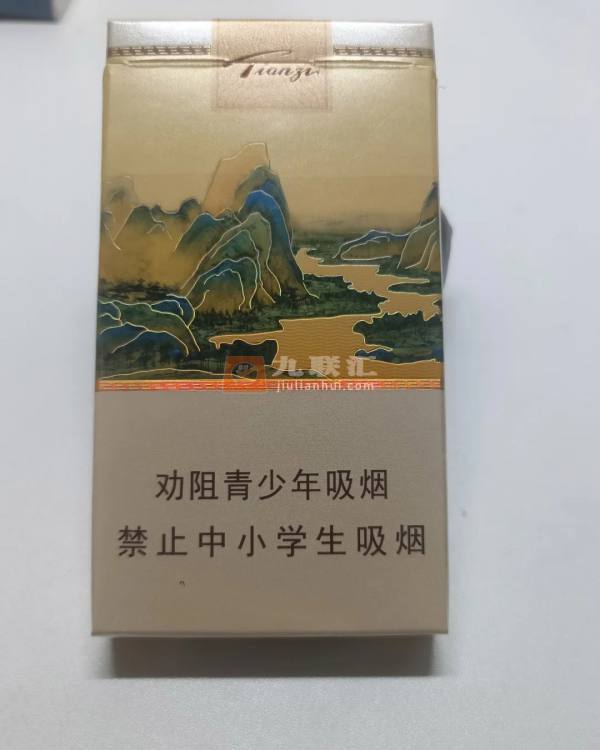 Tianzi
九联汇
jiulianhui.com
劝阻青少年吸烟
禁止中小学生吸烟